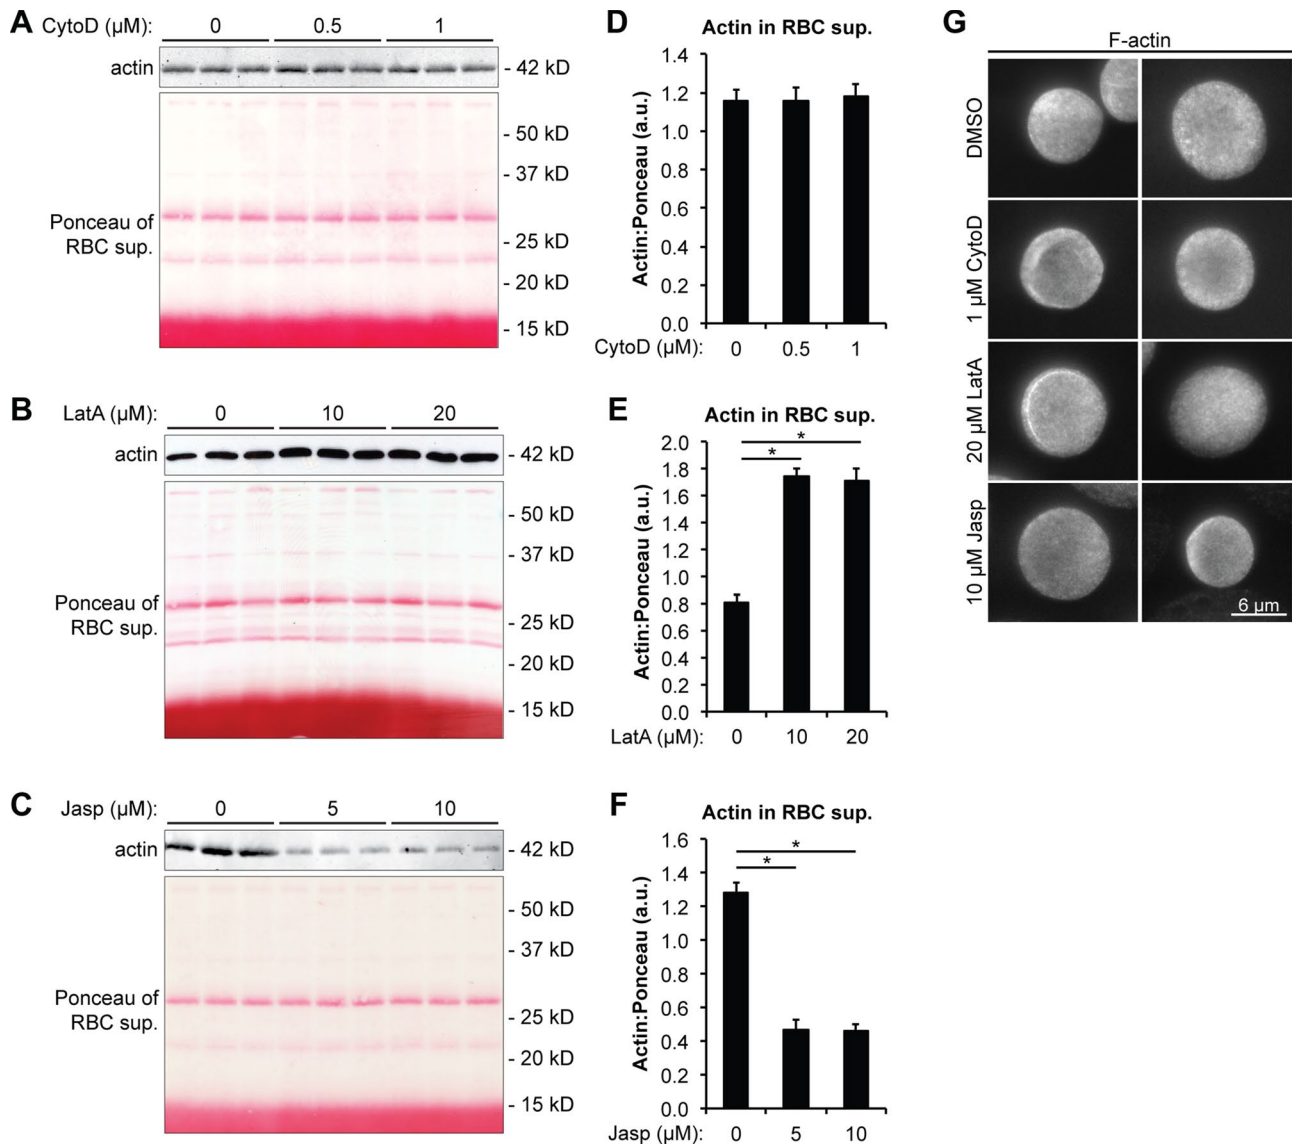 A
CytoD (µM): 0 0.5 1
actin
- 42 kD
- 50 kD
- 37 kD
Ponceau of
RBC sup.
- 25 kD
- 20 kD
- 15 kD
B
LatA (µM): 0 10 20
actin
- 42 kD
- 50 kD
- 37 kD
Ponceau of
RBC sup.
- 25 kD
- 20 kD
- 15 kD
C
Jasp (µM): 0 5 10
actin
- 42 kD
- 50 kD
- 37 kD
Ponceau of
RBC sup.
- 25 kD
- 20 kD
- 15 kD
D
Actin in RBC sup.
Actin:Ponceau (a.u.)
1.4
1.2
1.0
0.8
0.6
0.4
0.2
0.0
CytoD (µM): 0 0.5 1
E
Actin in RBC sup.
Actin:Ponceau (a.u.)
2.0
1.8
1.6
1.4
1.2
1.0
0.8
0.6
0.4
0.2
0.0
*
*
LatA (µM): 0 10 20
F
Actin in RBC sup.
Actin:Ponceau (a.u.)
1.6
1.4
1.2
1.0
0.8
0.6
0.4
0.2
0.0
*
*
Jasp (µM): 0 5 10
G
F-actin
DMSO
1 µM CytoD
20 µM LatA
10 µM Jasp
6 µm